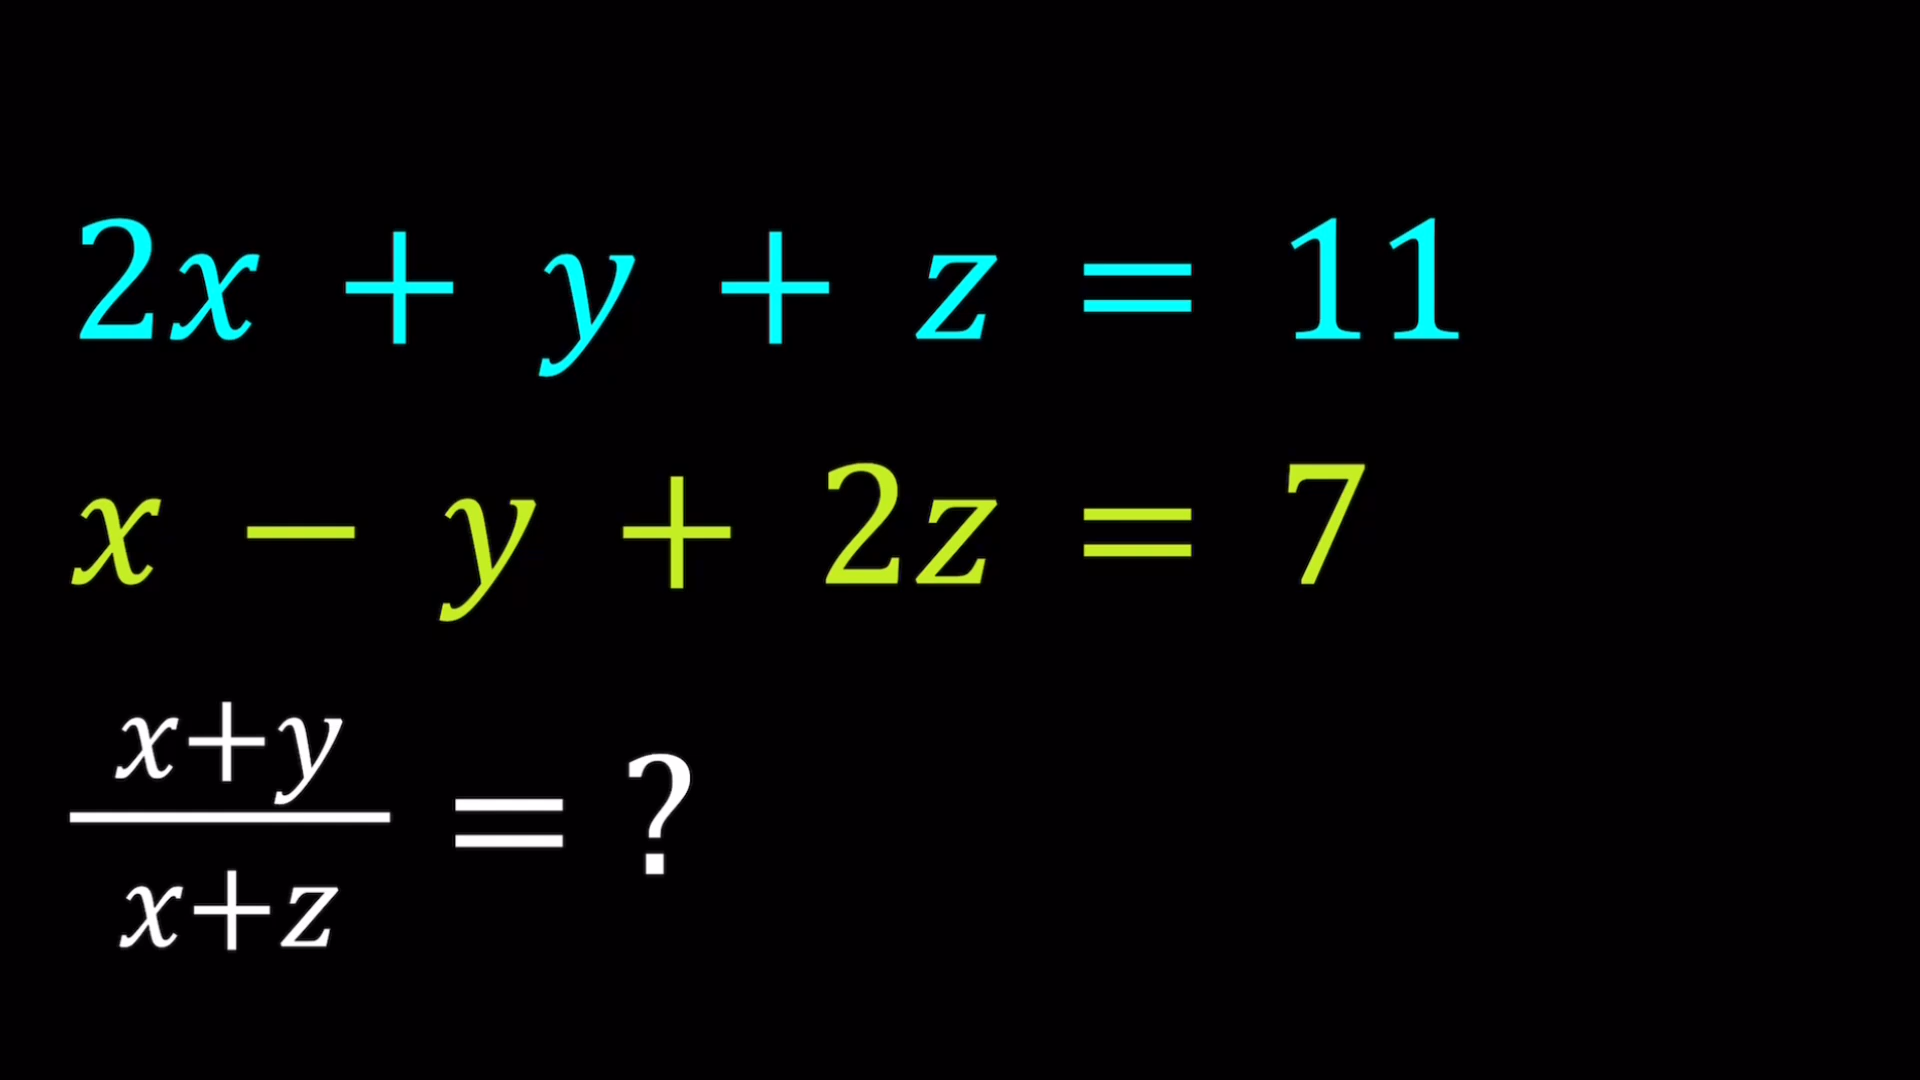 2x + y + z = 11
x − y + 2z = 7
x+y
x+z
= ?